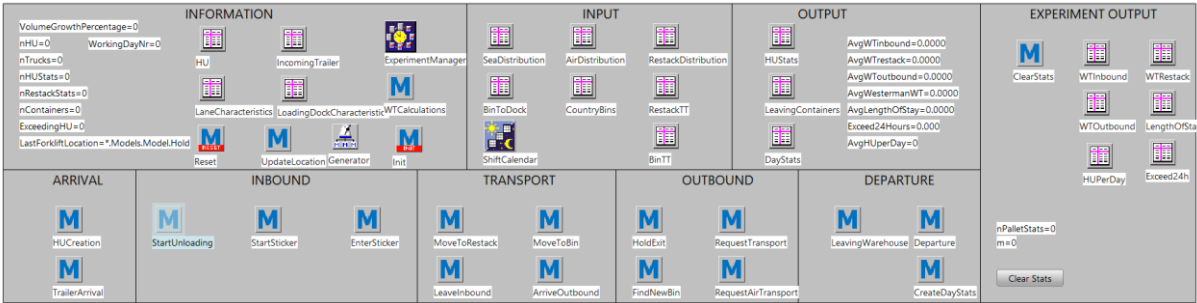 INFORMATION
VolumeGrowthPercentage=0
nHU=0
WorkingDayNr=0
nTrucks=0
nHUStats=0
nRestackStats=0
nContainers=0
ExceedingHU=0
LastForkliftLocation=*.Models.Model.Hold
HU
IncomingTrailer
ExperimentManager
LaneCharacteristics
LoadingDockCharacteristic
M
WTCalculations
M
RESET
Reset
M
UpdateLocation
Generator
M
INIT
Init
INPUT
SeaDistribution
AirDistribution
RestackDistribution
BinToDock
CountryBins
RestackTT
ShiftCalendar
BinTT
OUTPUT
HUStats
LeavingContainers
DayStats
AvgWTinbound=0.0000
AvgWTrestack=0.0000
AvgWToutbound=0.0000
AvgWestermanWT=0.0000
AvgLengthOfStay=0.0000
Exceed24Hours=0.000
AvgHUperDay=0
EXPERIMENT OUTPUT
M
ClearStats
WTInbound
WTRestack
WTOutbound
LengthOfSta
HUPerDay
Exceed24h
nPalletStats=0
m=0
Clear Stats
ARRIVAL
M
HUCreation
M
TrailerArrival
INBOUND
M
StartUnloading
M
StartSticker
M
EnterSticker
TRANSPORT
M
MoveToRestack
M
MoveToBin
M
LeaveInbound
M
ArriveOutbound
OUTBOUND
M
HoldExit
M
RequestTransport
M
FindNewBin
M
RequestAirTransport
DEPARTURE
M
LeavingWarehouse
M
Departure
M
CreateDayStats